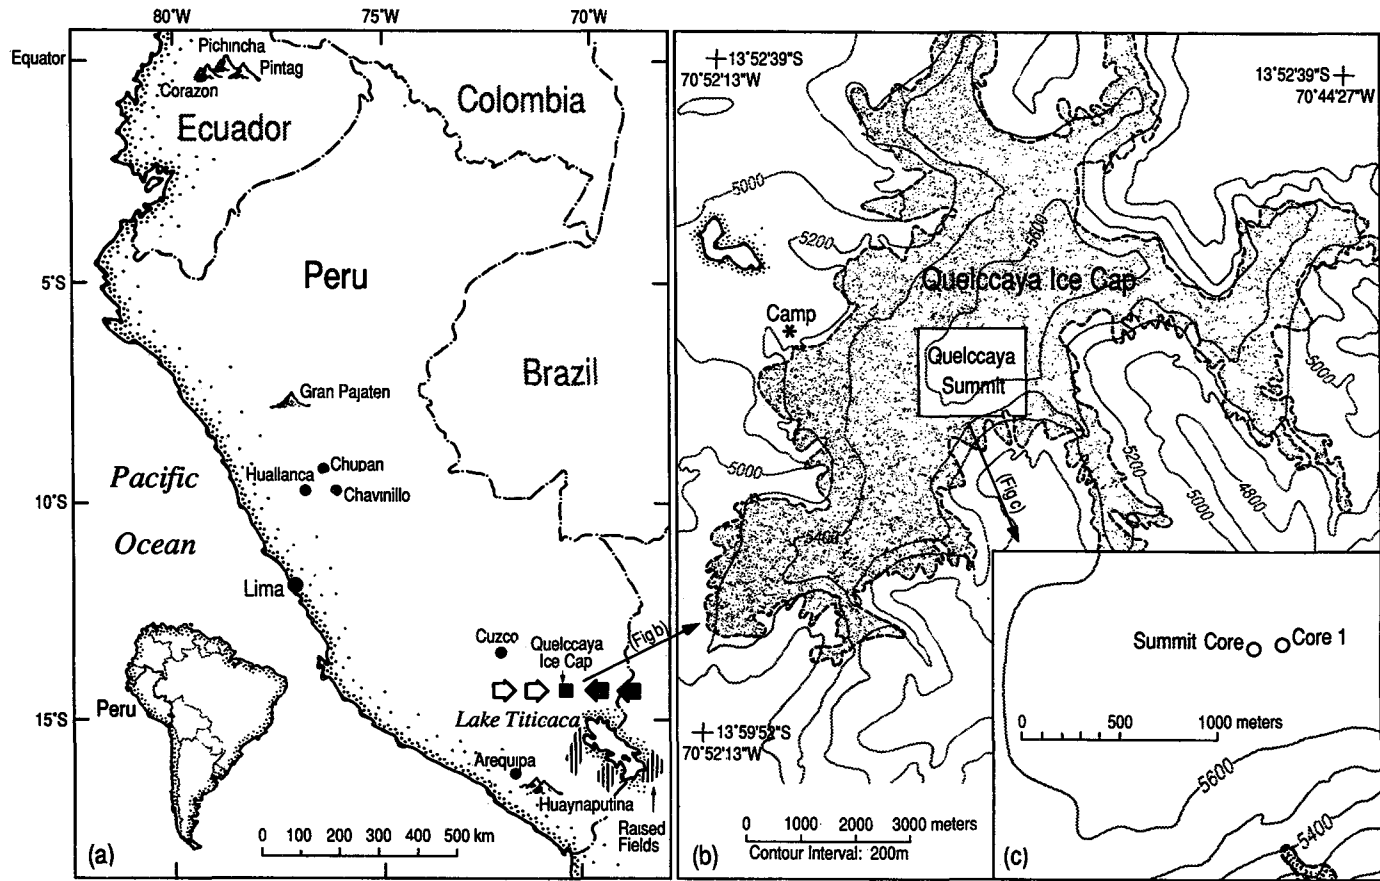 80°W
75°W
70°W
Equator
Pichincha
Pintag
Corazon
Ecuador
Colombia
5°S
Peru
Brazil
Gran Pajaten
Pacific
Ocean
Huallanca
Chupan
Chavinillo
10°S
Lima
Cuzco
Quelccaya
Ice Cap
(Fig b)
15°S
Lake Titicaca
Peru
Arequipa
Huaynaputina
Raised
Fields
0 100 200 300 400 500 km
(a)
13°52'39"S
70°52'13"W
13°52'39"S
70°44'27"W
5000
5200
5600
Quelccaya Ice Cap
Camp
Quelccaya
Summit
5000
5000
5200
5000
4800
(Fig c)
5400
13°59'52"S
70°52'13"W
0 1000 2000 3000 meters
Contour Interval: 200m
(b)
Summit Core
Core 1
0 500 1000 meters
5600
5400
(c)